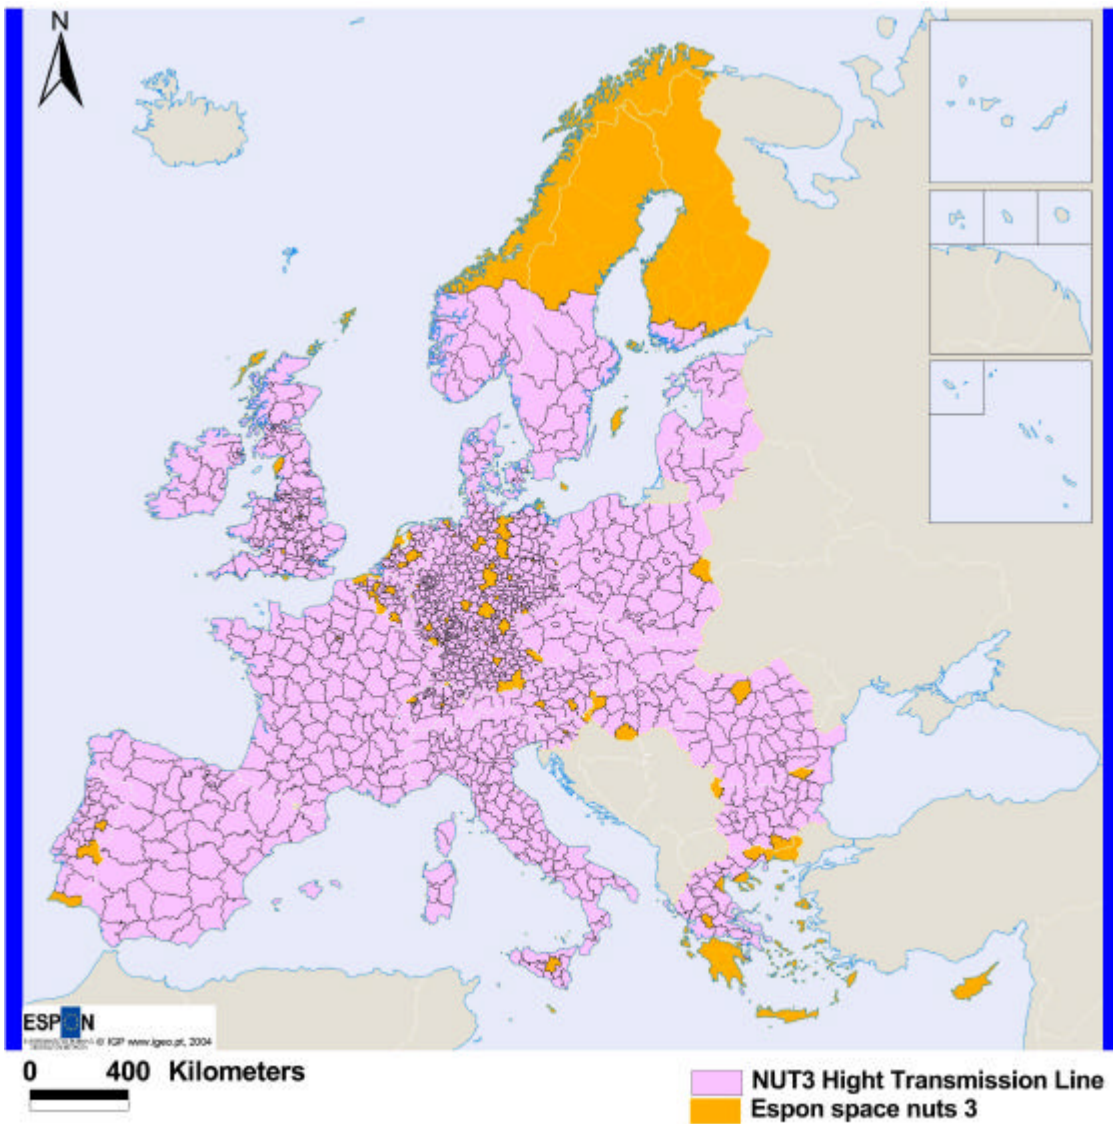 N
ESPON
© IGP www.igeo.pt, 2004
0 400 Kilometers
NUT3 Hight Transmission Line
Espon space nuts 3